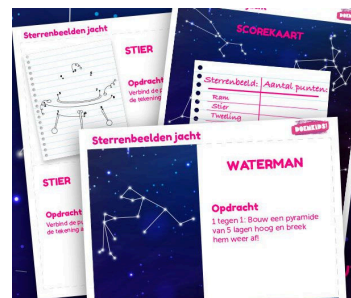 Sterrenbeelden jacht
STIER
Opdracht
Verbind de
de tekening
STIER
Opdracht
Verbind de pu
de tekening a
SCOREKAART
Sterrenbeeld: Aantal punten:
Ram
Stier
Tweeling
Sterrenbeelden jacht
WATERMAN
Opdracht
1 tegen 1: Bouw een pyramide
van 5 lagen hoog en breek
hem weer af!